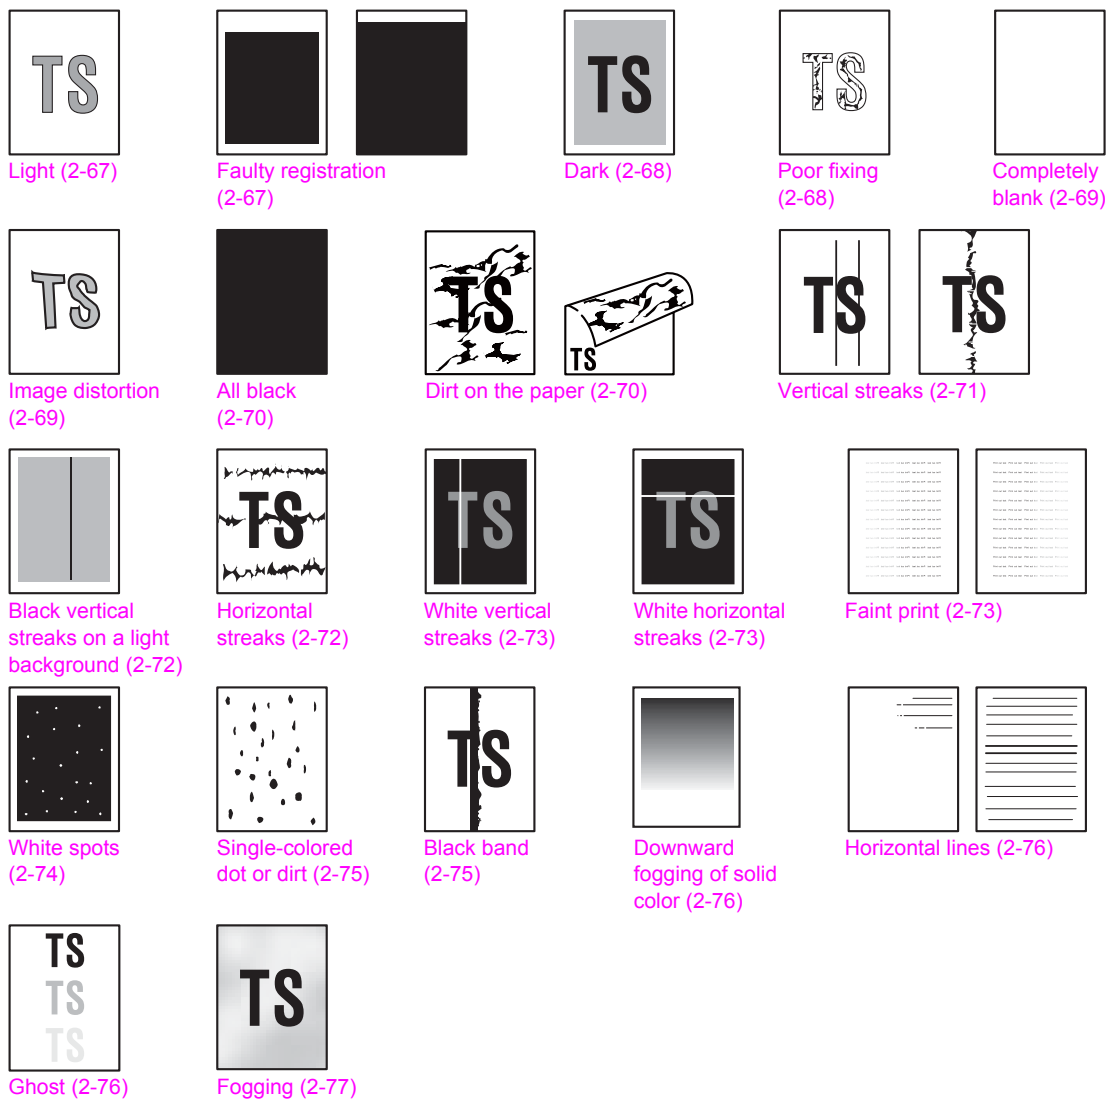 TS
TS
TS
Light (2-67)
Faulty registration
(2-67)
Dark (2-68)
Poor fixing
(2-68)
Completely
blank (2-69)
TS
TS
TS
TS
TS
Image distortion
(2-69)
All black
(2-70)
Dirt on the paper (2-70)
Vertical streaks (2-71)
TS
TS
TS
Black vertical
streaks on a light
background (2-72)
Horizontal
streaks (2-72)
White vertical
streaks (2-73)
White horizontal
streaks (2-73)
Faint print (2-73)
TS
White spots
(2-74)
Single-colored
dot or dirt (2-75)
Black band
(2-75)
Downward
fogging of solid
color (2-76)
Horizontal lines (2-76)
TS
TS
TS
Ghost (2-76)
TS
Fogging (2-77)